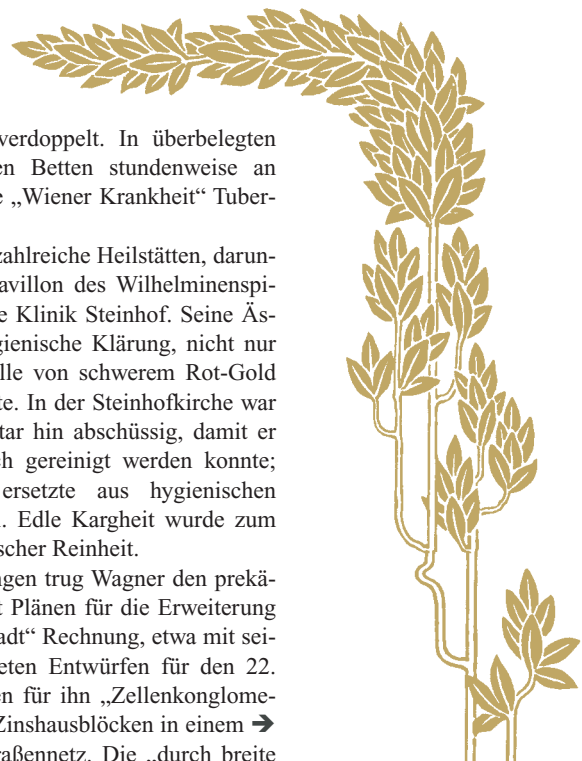 verdoppelt. In überbelegten
en Betten stundenweise an
e „Wiener Krankheit“ Tuber-
zahlreiche Heilstätten, darun-
avillon des Wilhelminenspi-
e Klinik Steinhof. Seine Äs-
gienische Klärung, nicht nur
lle von schwerem Rot-Gold
te. In der Steinhofkirche war
tar hin abschüssig, damit er
ch gereinigt werden konnte;
ersetzte aus hygienischen
. Edle Kargheit wurde zum
scher Reinheit.
ngen trug Wagner den prekä-
t Plänen für die Erweiterung
adt“ Rechnung, etwa mit sei-
eten Entwürfen für den 22.
en für ihn „Zellenkonglome-
Zinshausblöcken in einem ➔
raßennetz. Die „durch breite